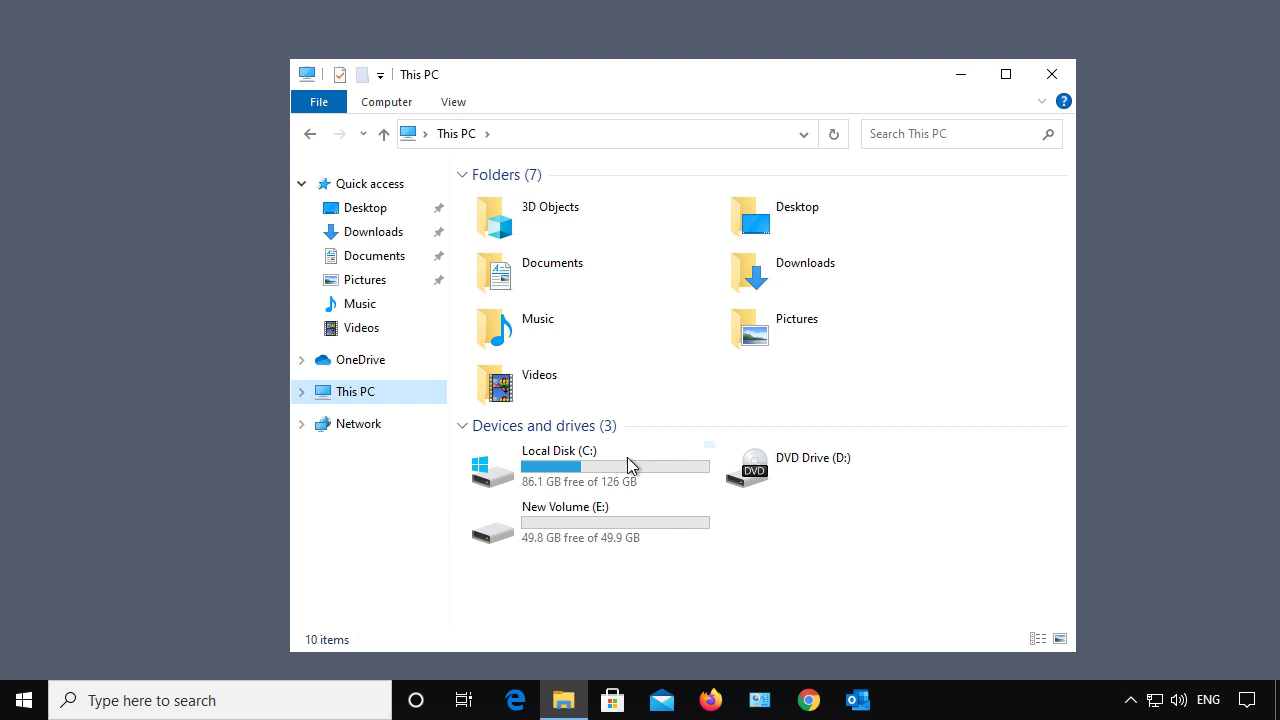 This PC
File
Computer
View
This PC
Search This PC
Quick access
Desktop
Downloads
Documents
Pictures
Music
Videos
OneDrive
This PC
Network
Folders (7)
3D Objects
Desktop
Documents
Downloads
Music
Pictures
Videos
Devices and drives (3)
Local Disk (C:)
86.1 GB free of 126 GB
DVD
DVD Drive (D:)
New Volume (E:)
49.8 GB free of 49.9 GB
10 items
Type here to search
ENG